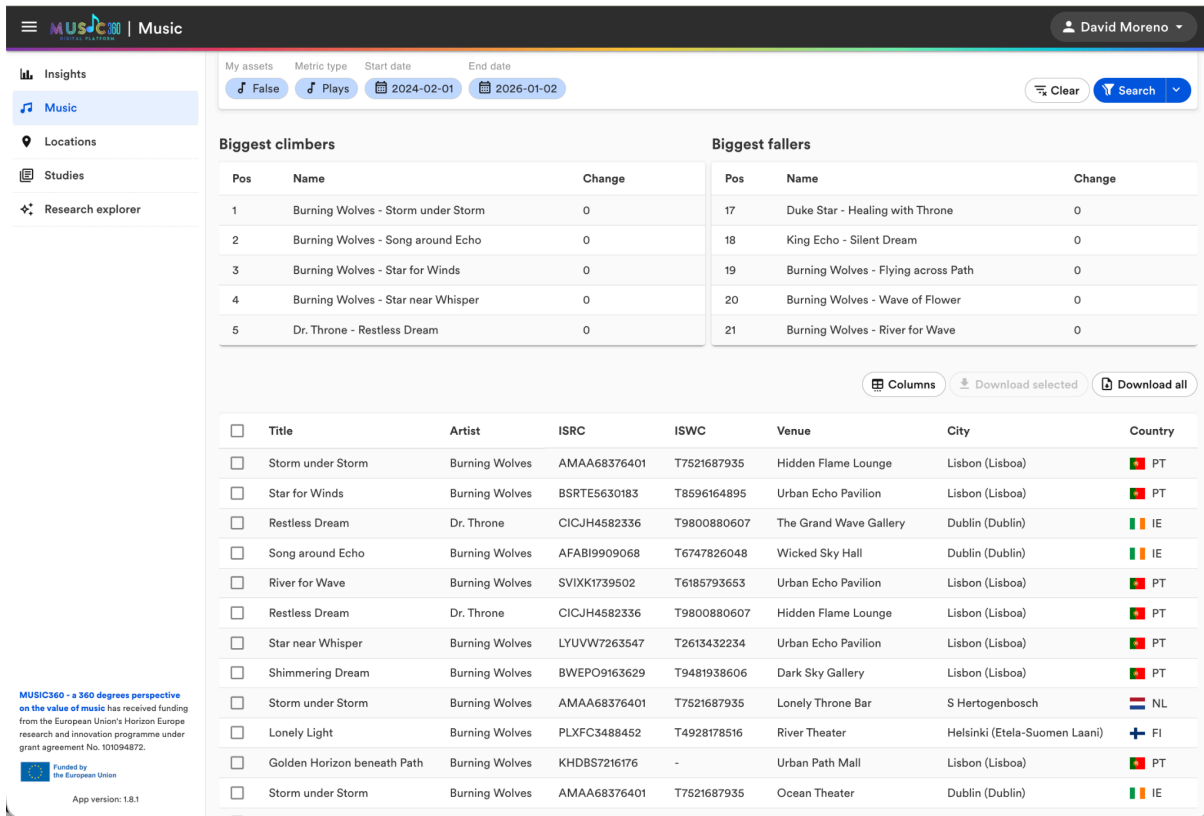 MUSIC360 | Music
DIGITAL PLATFORM
David Moreno
Insights
Music
Locations
Studies
Research explorer
My assets Metric type Start date End date
False Plays 2024-02-01 2026-01-02
Clear Search
Biggest climbers
Pos Name Change
1 Burning Wolves - Storm under Storm 0
2 Burning Wolves - Song around Echo 0
3 Burning Wolves - Star for Winds 0
4 Burning Wolves - Star near Whisper 0
5 Dr. Throne - Restless Dream 0
Biggest fallers
Pos Name Change
17 Duke Star - Healing with Throne 0
18 King Echo - Silent Dream 0
19 Burning Wolves - Flying across Path 0
20 Burning Wolves - Wave of Flower 0
21 Burning Wolves - River for Wave 0
Columns Download selected Download all
Title Artist ISRC ISWC Venue City Country
Storm under Storm Burning Wolves AMAA68376401 T7521687935 Hidden Flame Lounge Lisbon (Lisboa) PT
Star for Winds Burning Wolves BSRTE5630183 T8596164895 Urban Echo Pavilion Lisbon (Lisboa) PT
Restless Dream Dr. Throne CICJH4582336 T9800880607 The Grand Wave Gallery Dublin (Dublin) IE
Song around Echo Burning Wolves AFABI9909068 T6747826048 Wicked Sky Hall Dublin (Dublin) IE
River for Wave Burning Wolves SVIXK1739502 T6185793653 Urban Echo Pavilion Lisbon (Lisboa) PT
Restless Dream Dr. Throne CICJH4582336 T9800880607 Hidden Flame Lounge Lisbon (Lisboa) PT
Star near Whisper Burning Wolves LYUVW7263547 T2613432234 Urban Echo Pavilion Lisbon (Lisboa) PT
Shimmering Dream Burning Wolves BWEPO9163629 T9481938606 Dark Sky Gallery Lisbon (Lisboa) PT
Storm under Storm Burning Wolves AMAA68376401 T7521687935 Lonely Throne Bar S Hertogenbosch NL
Lonely Light Burning Wolves PLXFC3488452 T4928178516 River Theater Helsinki (Etela-Suomen Laani) FI
Golden Horizon beneath Path Burning Wolves KHDBS7216176 - Urban Path Mall Lisbon (Lisboa) PT
Storm under Storm Burning Wolves AMAA68376401 T7521687935 Ocean Theater Dublin (Dublin) IE
MUSIC360 - a 360 degrees perspective
on the value of music has received funding
from the European Union's Horizon Europe
research and innovation programme under
grant agreement No. 101094872.
Funded by
the European Union
App version: 1.8.1